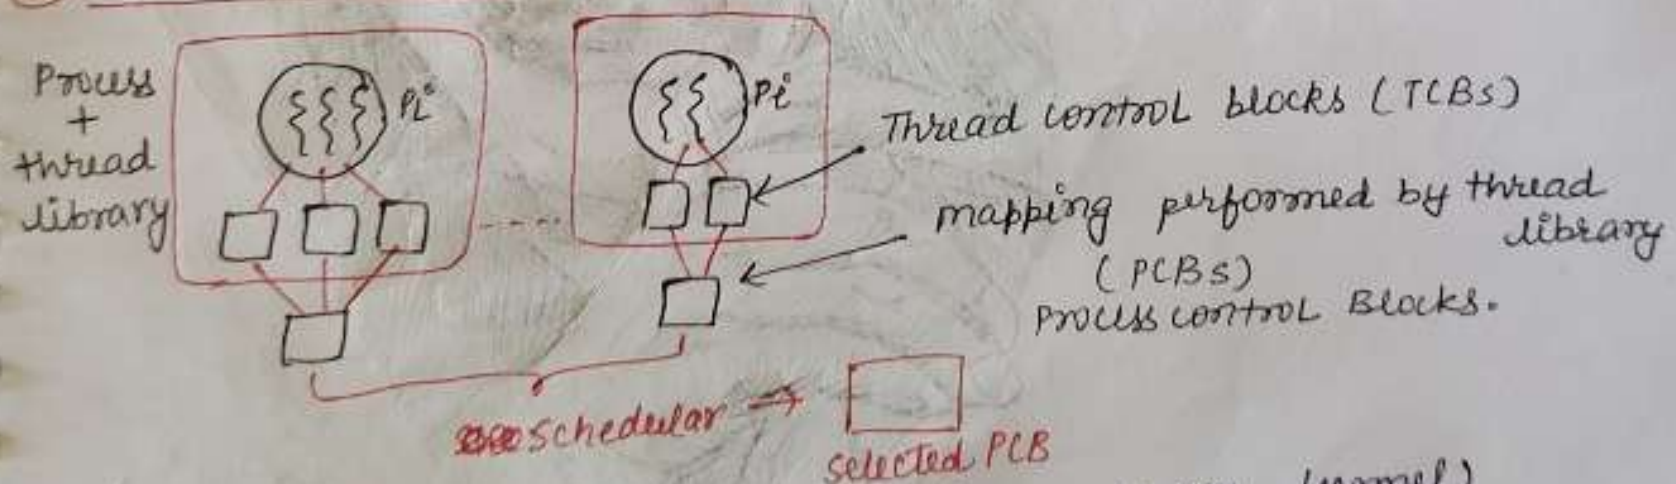 Process
+
thread
library
Pi
Pi
Thread control blocks (TCBs)
mapping performed by thread
library
(PCBs)
Process control Blocks.
Schedular ⇒
selected PCB